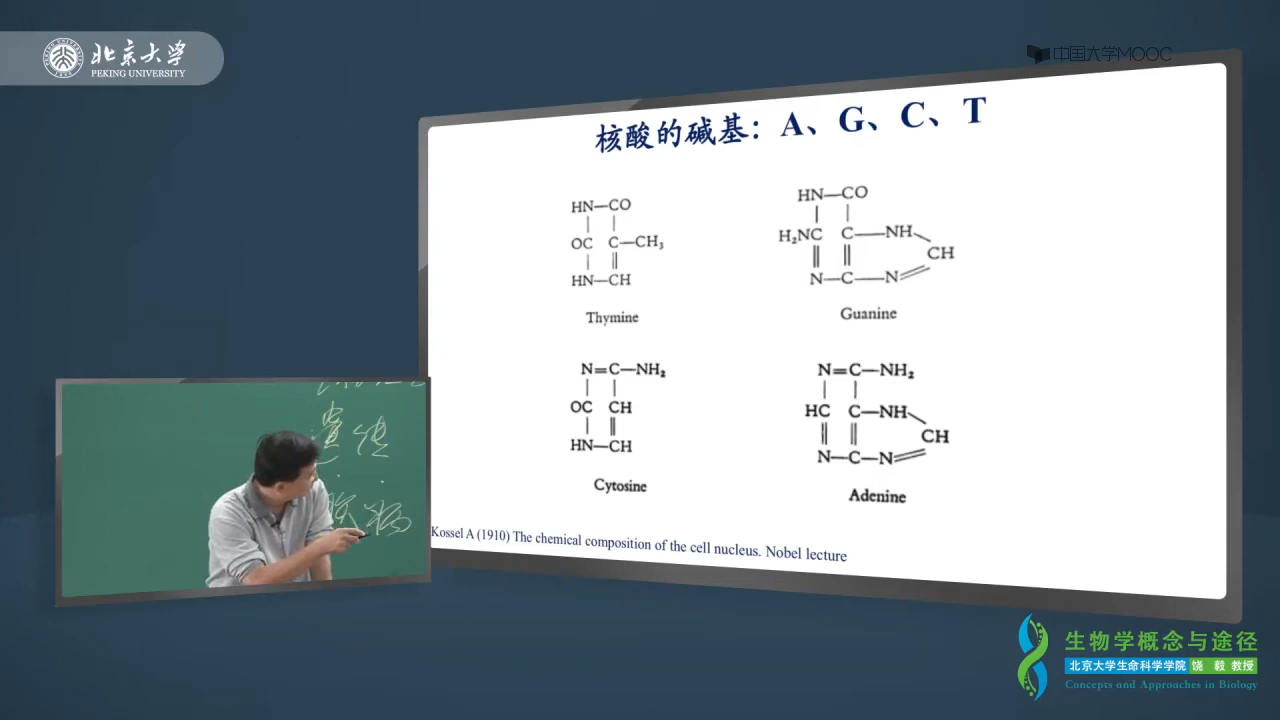 北京大学
PEKING UNIVERSITY
中国大学MOOC
核酸的碱基：A、G、C、T
HN—CO
OC C—CH₃
HN—CH
Thymine
HN—CO
H₂NC C—NH
CH
N—C—N
Guanine
N=C—NH₂
OC CH
HN—CH
Cytosine
N=C—NH₂
HC C—NH
CH
N—C—N
Adenine
Kossel A (1910) The chemical composition of the cell nucleus. Nobel lecture
遗传
疾病
生物学概念与途径
北京大学生命科学学院 饶 毅 教授
Concepts and Approaches in Biology